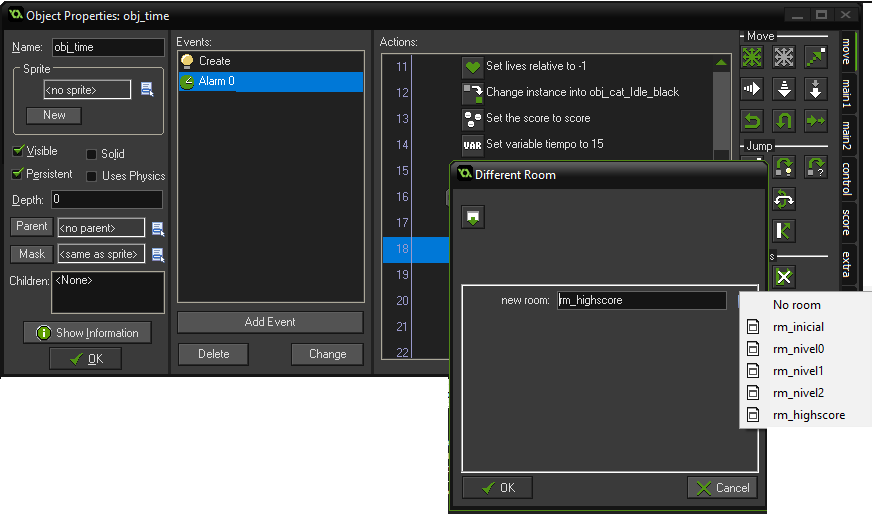 Object Properties: obj_time
Name: obj_time
Sprite
<no sprite>
New
Visible
Solid
Persistent
Uses Physics
Depth: 0
Parent <no parent>
Mask <same as sprite>
Children: <None>
Show Information
OK
Events:
Create
Alarm 0
Add Event
Delete
Change
Actions:
11 Set lives relative to -1
12 Change instance into obj_cat_Idle_black
13 Set the score to score
14 VAR Set variable tiempo to 15
15
16
17
18
19
20
21
22
Move
Jump
s
move
main1
main2
control
score
extra
Different Room
new room: rm_highscore
OK
Cancel
No room
rm_inicial
rm_nivel0
rm_nivel1
rm_nivel2
rm_highscore